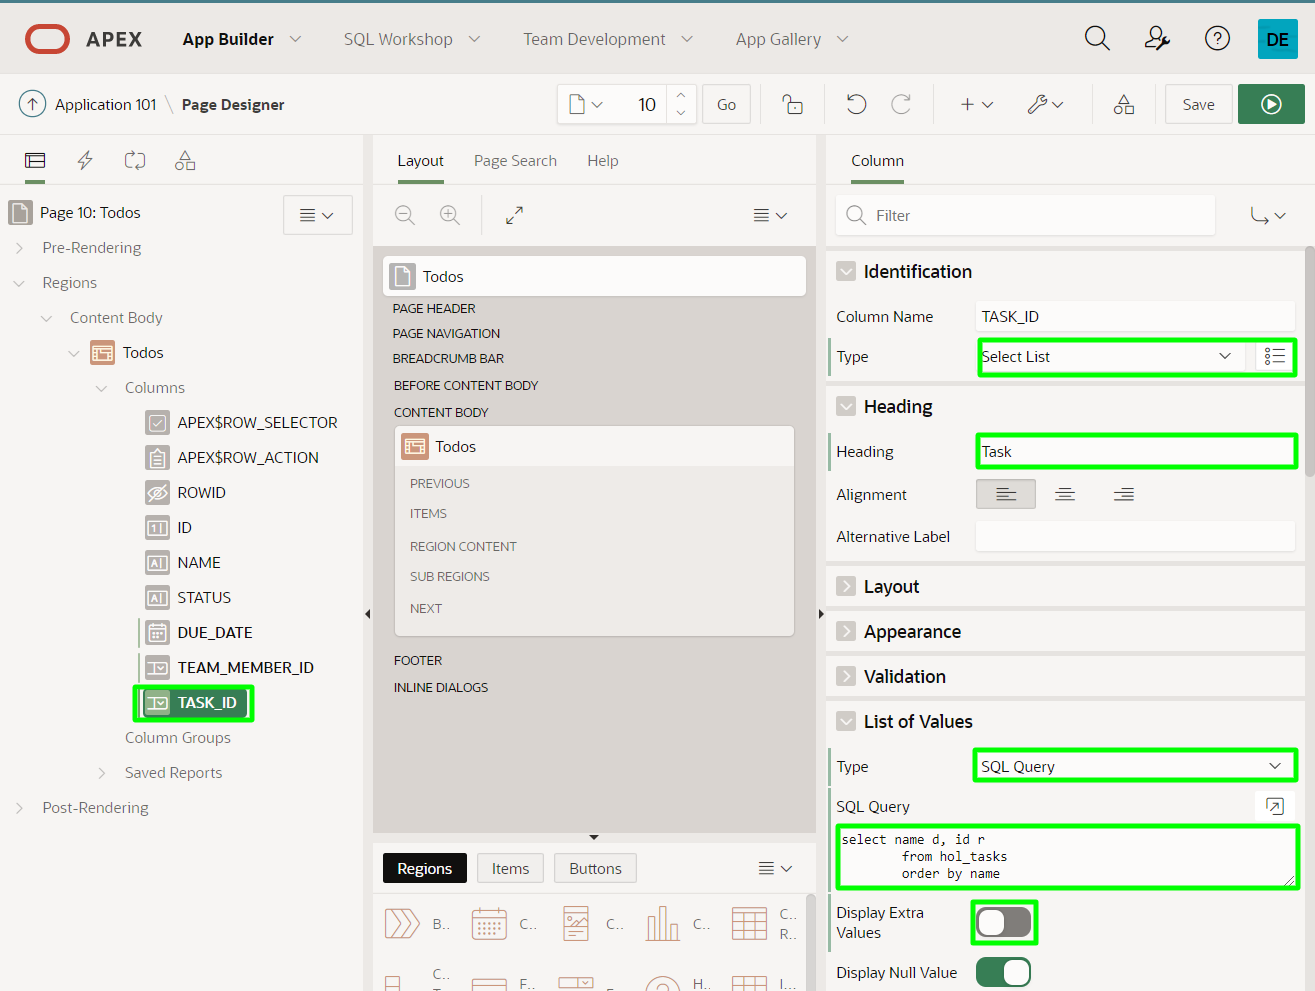 APEX App Builder SQL Workshop Team Development App Gallery DE
Application 101 \ Page Designer 10 Go Save
Layout Page Search Help
Column
Page 10: Todos
Pre-Rendering
Regions
Content Body
Todos
Columns
APEX$ROW_SELECTOR
APEX$ROW_ACTION
ROWID
ID
NAME
STATUS
DUE_DATE
TEAM_MEMBER_ID
TASK_ID
Column Groups
Saved Reports
Post-Rendering
Todos
PAGE HEADER
PAGE NAVIGATION
BREADCRUMB BAR
BEFORE CONTENT BODY
CONTENT BODY
Todos
PREVIOUS
ITEMS
REGION CONTENT
SUB REGIONS
NEXT
FOOTER
INLINE DIALOGS
Regions Items Buttons
B.. C.. C.. C.. C..
R..
C.. F.. H.. I...
Filter
Identification
Column Name TASK_ID
Type Select List
Heading
Heading Task
Alignment
Alternative Label
Layout
Appearance
Validation
List of Values
Type SQL Query
SQL Query
select name d, id r
from hol_tasks
order by name
Display Extra
Values
Display Null Value